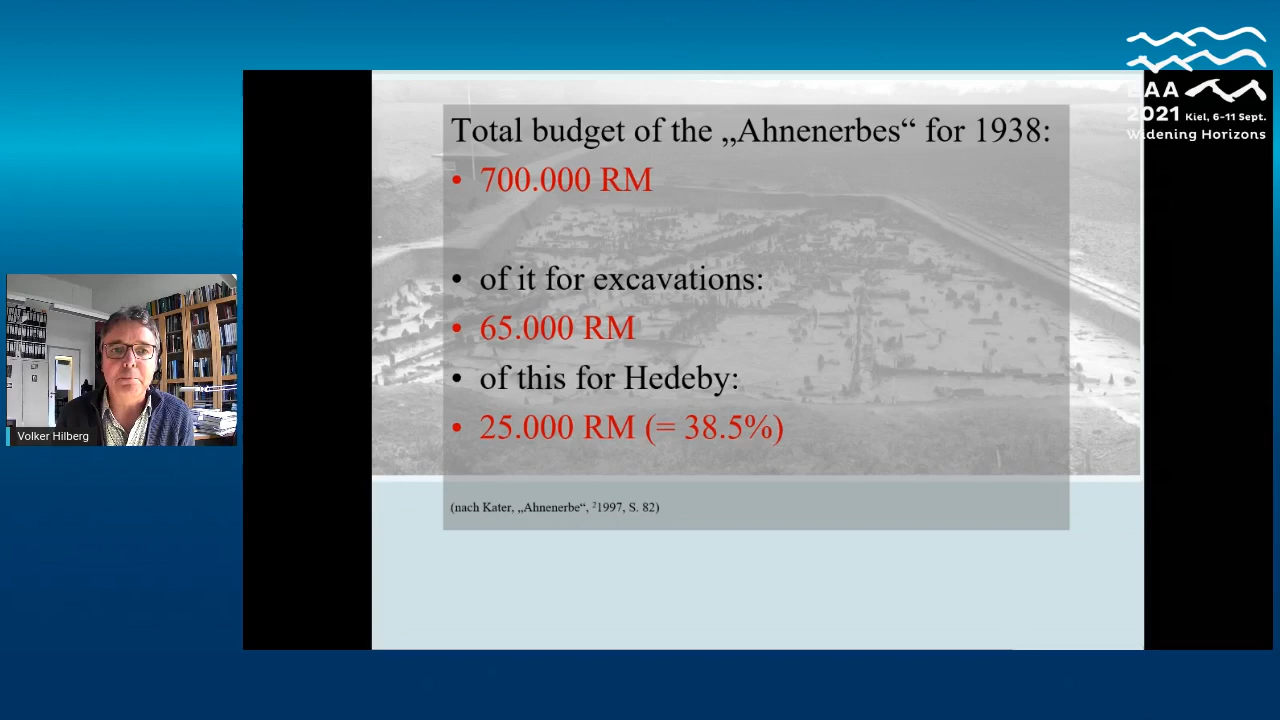 Total budget of the „Ahnenerbes“ for 1938:
• 700.000 RM
• of it for excavations:
• 65.000 RM
• of this for Hedeby:
• 25.000 RM (= 38.5%)
(nach Kater, „Ahnenerbe“, ²1997, S. 82)
Volker Hilberg
EAA
2021 Kiel, 6-11 Sept.
Widening Horizons